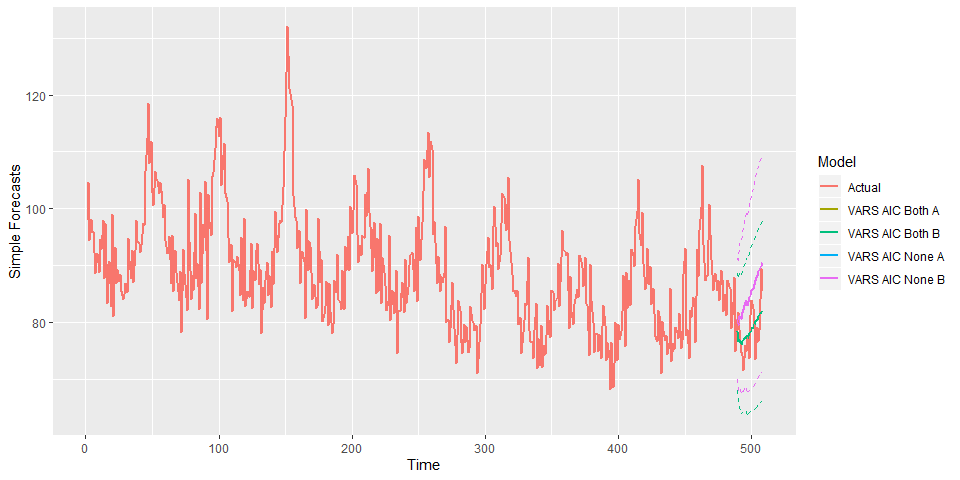 120
100
80
Simple Forecasts
0
100
200
300
400
500
Time
Model
Actual
VARS AIC Both A
VARS AIC Both B
VARS AIC None A
VARS AIC None B